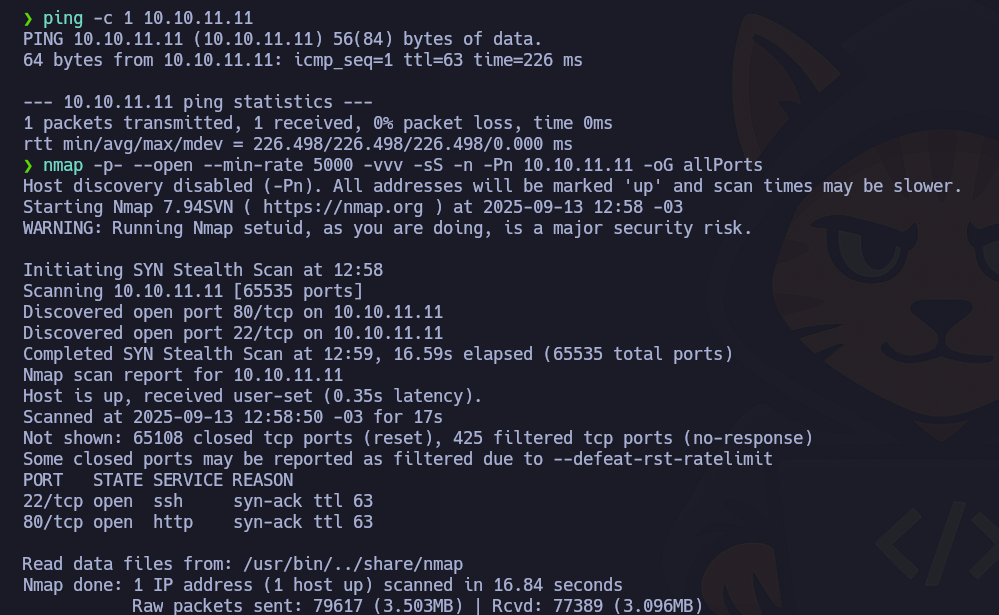 ❯ ping -c 1 10.10.11.11
PING 10.10.11.11 (10.10.11.11) 56(84) bytes of data.
64 bytes from 10.10.11.11: icmp_seq=1 ttl=63 time=226 ms
--- 10.10.11.11 ping statistics ---
1 packets transmitted, 1 received, 0% packet loss, time 0ms
rtt min/avg/max/mdev = 226.498/226.498/226.498/0.000 ms
❯ nmap -p- --open --min-rate 5000 -vvv -sS -n -Pn 10.10.11.11 -oG allPorts
Host discovery disabled (-Pn). All addresses will be marked 'up' and scan times may be slower.
Starting Nmap 7.94SVN ( https://nmap.org ) at 2025-09-13 12:58 -03
WARNING: Running Nmap setuid, as you are doing, is a major security risk.
Initiating SYN Stealth Scan at 12:58
Scanning 10.10.11.11 [65535 ports]
Discovered open port 80/tcp on 10.10.11.11
Discovered open port 22/tcp on 10.10.11.11
Completed SYN Stealth Scan at 12:59, 16.59s elapsed (65535 total ports)
Nmap scan report for 10.10.11.11
Host is up, received user-set (0.35s latency).
Scanned at 2025-09-13 12:58:50 -03 for 17s
Not shown: 65108 closed tcp ports (reset), 425 filtered tcp ports (no-response)
Some closed ports may be reported as filtered due to --defeat-rst-ratelimit
PORT   STATE SERVICE REASON
22/tcp open  ssh     syn-ack ttl 63
80/tcp open  http    syn-ack ttl 63
Read data files from: /usr/bin/../share/nmap
Nmap done: 1 IP address (1 host up) scanned in 16.84 seconds
Raw packets sent: 79617 (3.503MB) | Rcvd: 77389 (3.096MB)